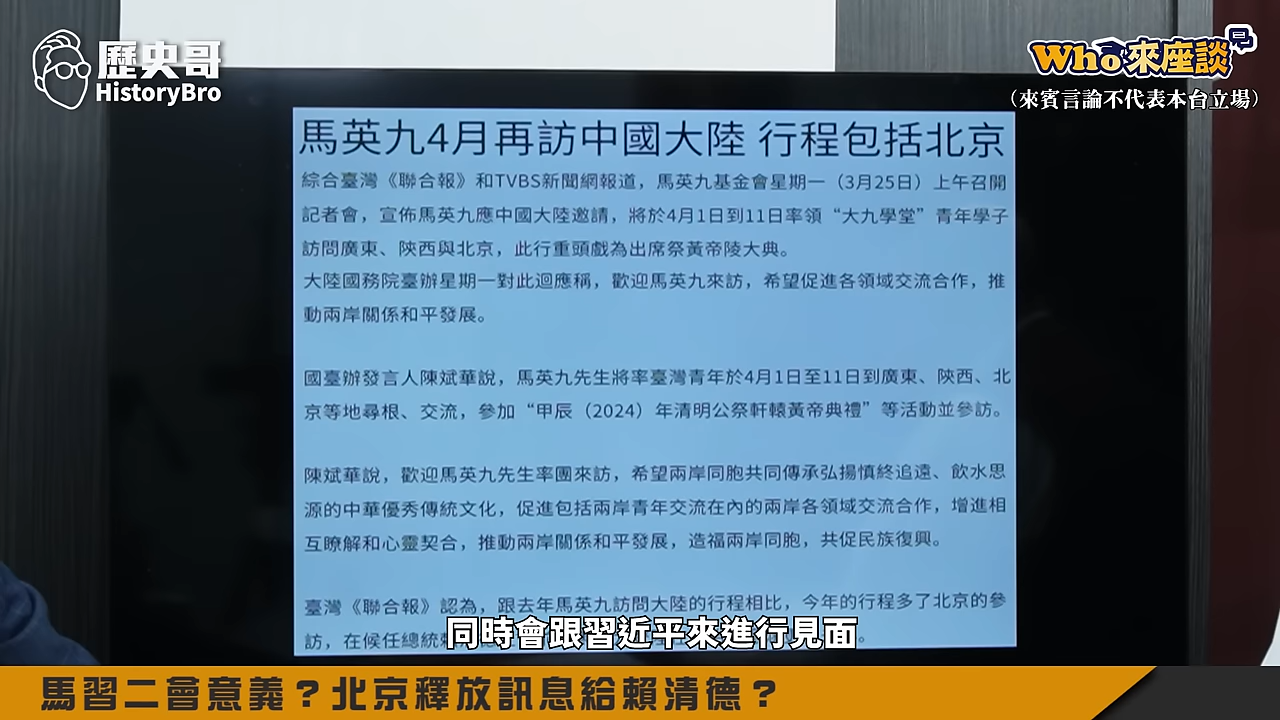 歷史哥
HistoryBro
Who來座談
（來賓言論不代表本台立場）
馬英九4月再訪中國大陸 行程包括北京
綜合臺灣《聯合報》和TVBS新聞網報道，馬英九基金會星期一（3月25日）上午召開
記者會，宣佈馬英九應中國大陸邀請，將於4月1日到11日率領“大九學堂”青年學子
訪問廣東、陝西與北京，此行重頭戲為出席祭黃帝陵大典。
大陸國務院臺辦星期一對此迴應稱，歡迎馬英九來訪，希望促進各領域交流合作，推
動兩岸關係和平發展。
國臺辦發言人陳斌華說，馬英九先生將率臺灣青年於4月1日至11日到廣東、陝西、北
京等地尋根、交流，參加“甲辰（2024）年清明公祭軒轅黃帝典禮”等活動並參訪。
陳斌華說，歡迎馬英九先生率團來訪，希望兩岸同胞共同傳承弘揚慎終追遠、飲水思
源的中華優秀傳統文化，促進包括兩岸青年交流在內的兩岸各領域交流合作，增進相
互瞭解和心靈契合，推動兩岸關係和平發展，造福兩岸同胞，共促民族復興。
臺灣《聯合報》認為，跟去年馬英九訪問大陸的行程相比，今年的行程多了北京的參
訪，在候任總統賴
同時會跟習近平來進行見面
馬習二會意義？北京釋放訊息給賴清德？